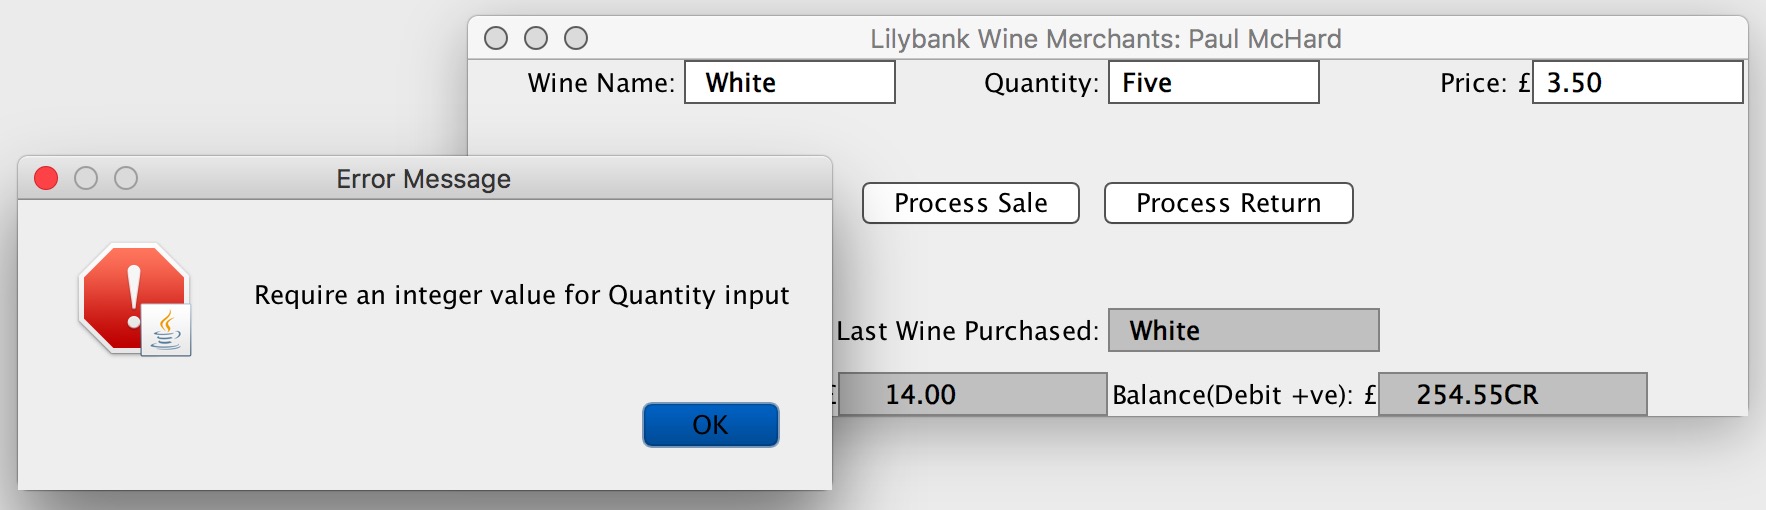 Lilybank Wine Merchants: Paul McHard
Wine Name: White Quantity: Five Price: £ 3.50
Process Sale Process Return
Last Wine Purchased: White
£ 14.00 Balance(Debit +ve): £ 254.55CR
Error Message
Require an integer value for Quantity input
OK